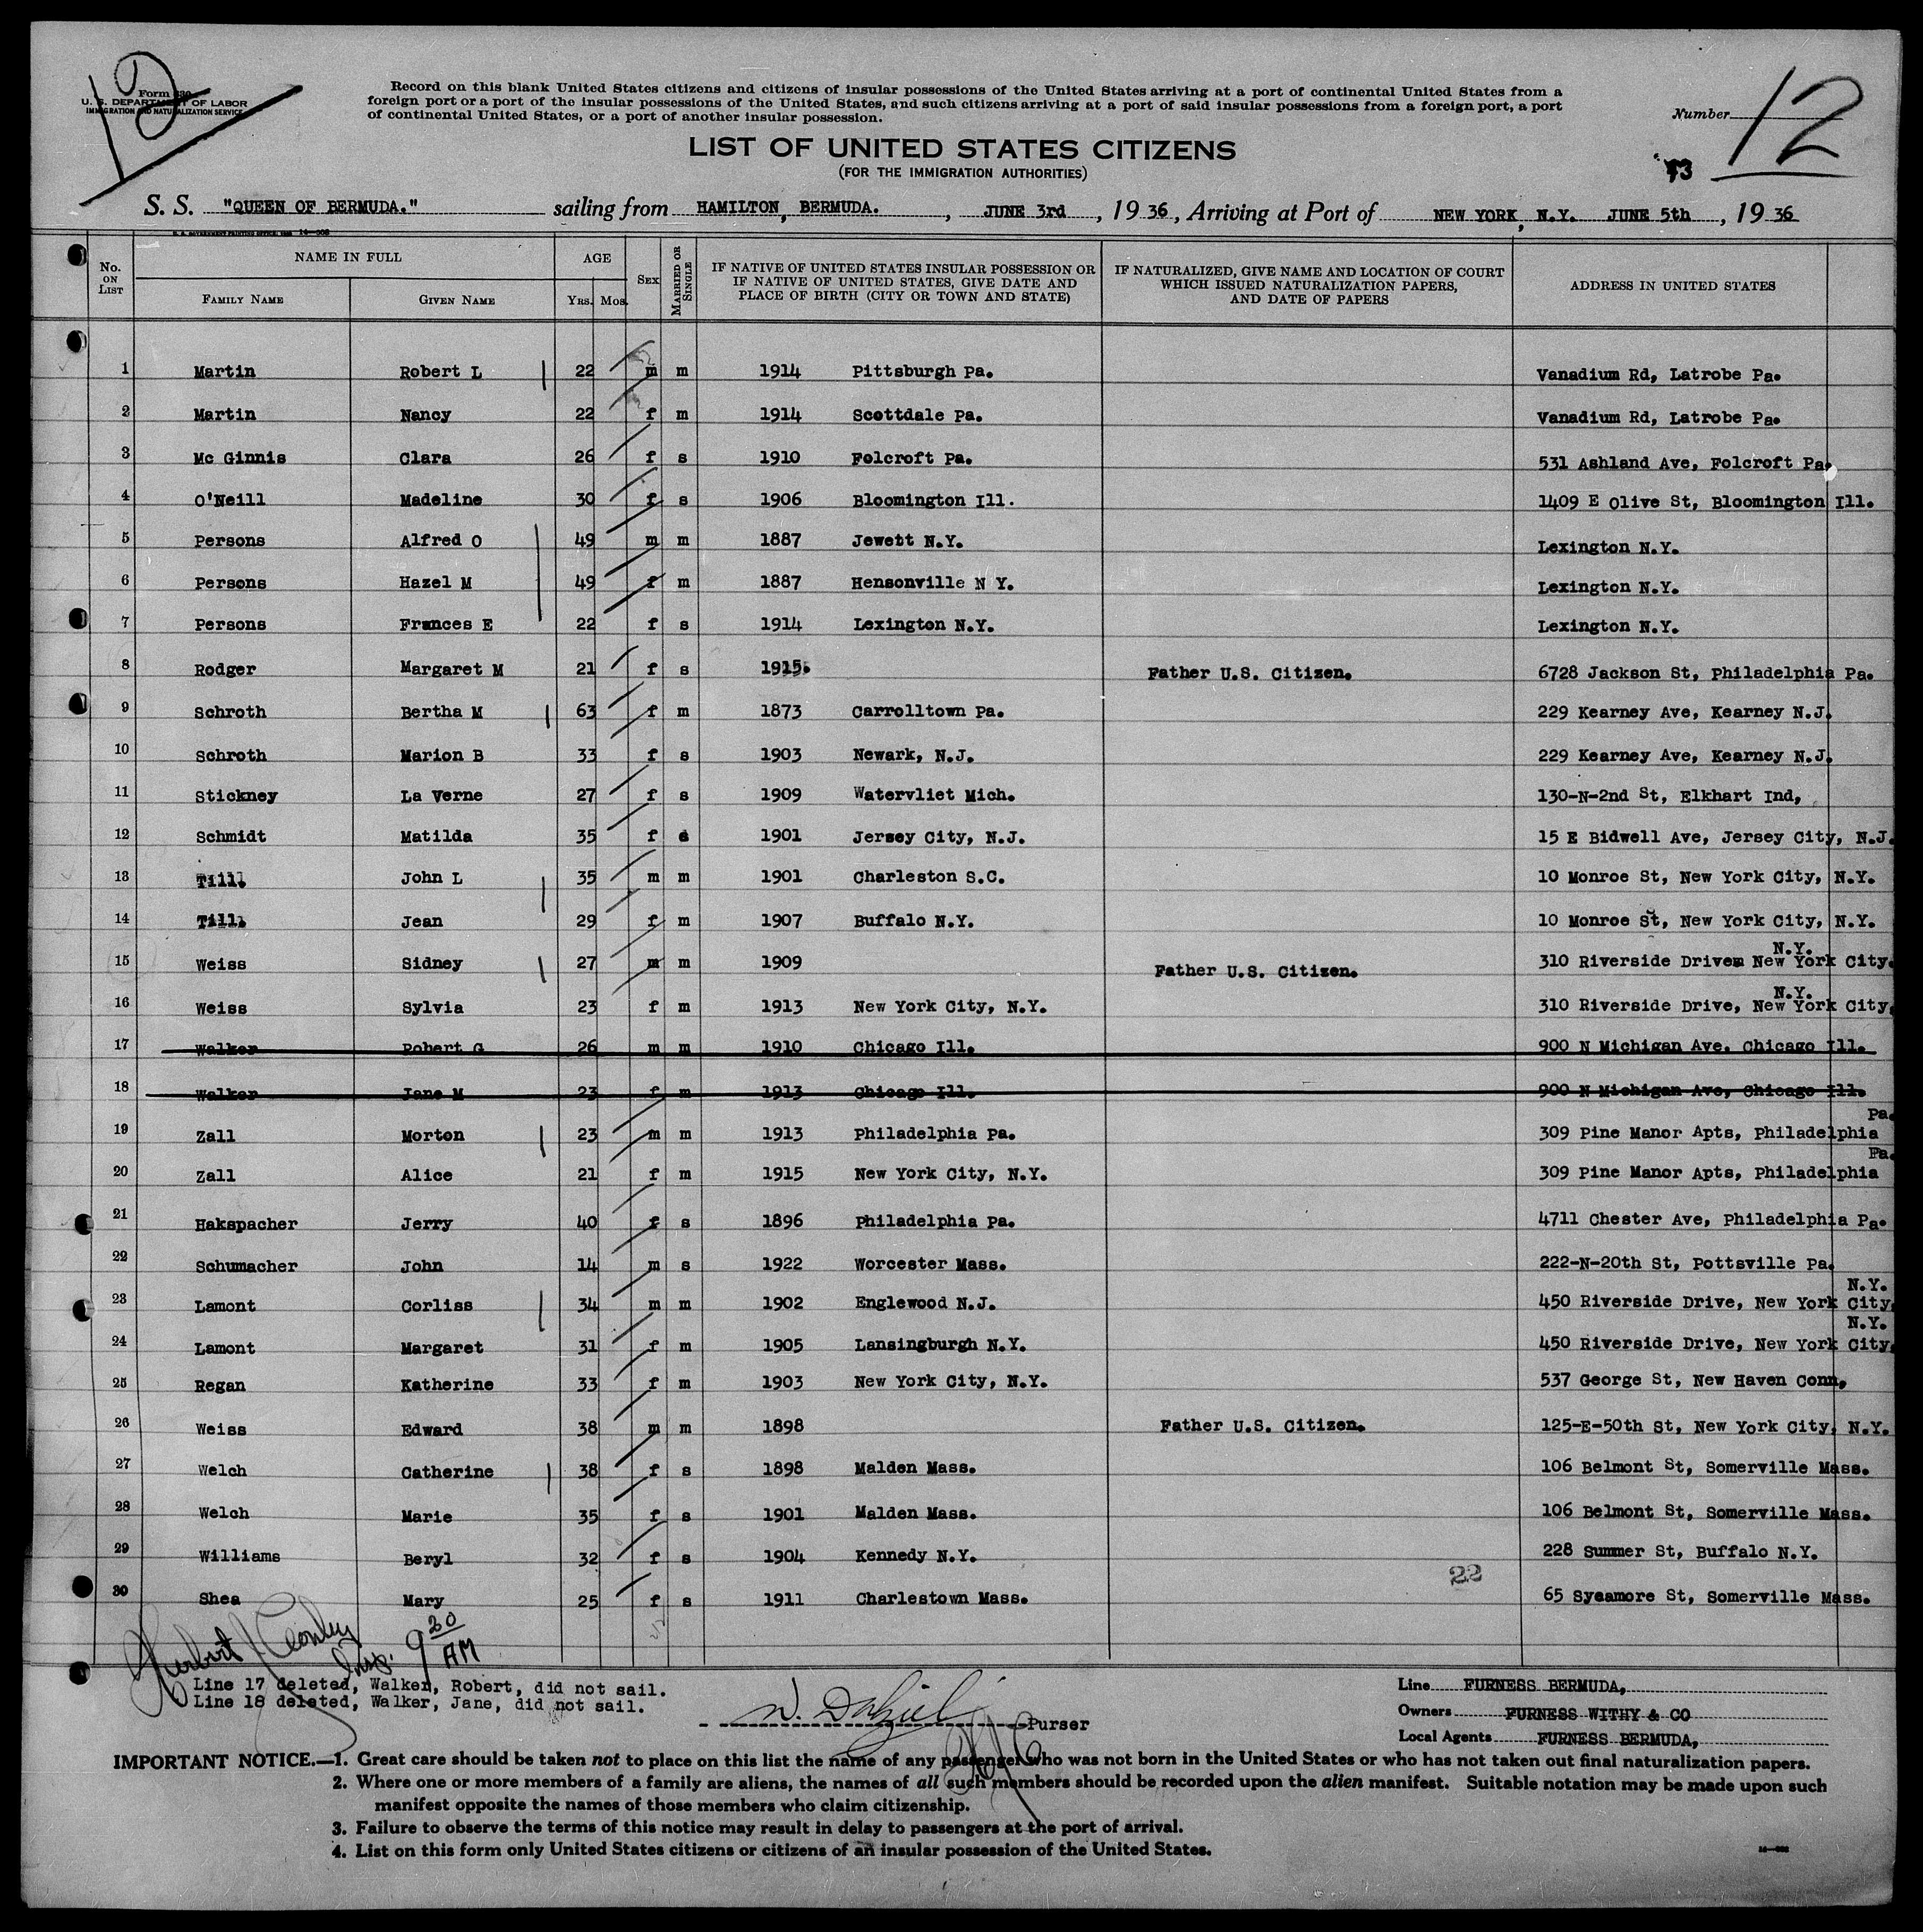 Form 630
U. S. DEPARTMENT OF LABOR
IMMIGRATION AND NATURALIZATION SERVICE
Record on this blank United States citizens and citizens of insular possessions of the United States arriving at a port of continental United States from a
foreign port or a port of the insular possessions of the United States, and such citizens arriving at a port of said insular possessions from a foreign port, a port
of continental United States, or a port of another insular possession.
Number 12
LIST OF UNITED STATES CITIZENS
(FOR THE IMMIGRATION AUTHORITIES)
S. S. "QUEEN OF BERMUDA." sailing from HAMILTON, BERMUDA. , JUNE 3rd , 19 36 , Arriving at Port of NEW YORK, N.Y. JUNE 5th , 19 36
No. ON LIST NAME IN FULL AGE SEX MARRIED OR SINGLE IF NATIVE OF UNITED STATES INSULAR POSSESSION OR IF NATIVE OF UNITED STATES, GIVE DATE AND PLACE OF BIRTH (CITY OR TOWN AND STATE) IF NATURALIZED, GIVE NAME AND LOCATION OF COURT WHICH ISSUED NATURALIZATION PAPERS, AND DATE OF PAPERS ADDRESS IN UNITED STATES
FAMILY NAME GIVEN NAME YRS. MOS.
1 Martin Robert L 22 m m 1914 Pittsburgh Pa. Vanadium Rd, Latrobe Pa.
2 Martin Nancy 22 f m 1914 Scottdale Pa. Vanadium Rd, Latrobe Pa.
3 Mc Ginnis Clara 26 f s 1910 Folcroft Pa. 531 Ashland Ave, Folcroft Pa.
4 O'Neill Madeline 30 f s 1906 Bloomington Ill. 1409 E Olive St, Bloomington Ill.
5 Persons Alfred O 49 m m 1887 Jewett N.Y. Lexington N.Y.
6 Persons Hazel M 49 f m 1887 Hensonville N Y. Lexington N.Y.
7 Persons Frances E 22 f s 1914 Lexington N.Y. Lexington N.Y.
8 Rodger Margaret M 21 f s 1915. Father U.S. Citizen. 6728 Jackson St, Philadelphia Pa.
9 Schroth Bertha M 63 f m 1873 Carrolltown Pa. 229 Kearney Ave, Kearney N.J.
10 Schroth Marion B 33 f s 1903 Newark, N.J. 229 Kearney Ave, Kearney N.J.
11 Stickney La Verne 27 f s 1909 Watervliet Mich. 130-N-2nd St, Elkhart Ind,
12 Schmidt Matilda 35 f s 1901 Jersey City, N.J. 15 E Bidwell Ave, Jersey City, N.J.
13 Till. John L 35 m m 1901 Charleston S.C. 10 Monroe St, New York City, N.Y.
14 Till. Jean 29 f m 1907 Buffalo N.Y. 10 Monroe St, New York City, N.Y.
15 Weiss Sidney 27 m m 1909 Father U.S. Citizen. 310 Riverside Drive, New York City. N.Y.
16 Weiss Sylvia 23 f m 1913 New York City, N.Y. 310 Riverside Drive, New York City, N.Y.
17 Walker Robert G 26 m m 1910 Chicago Ill. 900 N Michigan Ave. Chicago Ill.
18 Walker Jane M 23 f m 1913 Chicago Ill. 900 N Michigan Ave, Chicago Ill.
19 Zall Morton 23 m m 1913 Philadelphia Pa. 309 Pine Manor Apts, Philadelphia Pa.
20 Zall Alice 21 f m 1915 New York City, N.Y. 309 Pine Manor Apts, Philadelphia Pa.
21 Hakspacher Jerry 40 f s 1896 Philadelphia Pa. 4711 Chester Ave, Philadelphia Pa.
22 Schumacher John 14 m s 1922 Worcester Mass. 222-N-20th St, Pottsville Pa.
23 Lamont Corliss 34 m m 1902 Englewood N.J. 450 Riverside Drive, New York City, N.Y.
24 Lamont Margaret 31 f m 1905 Lansingburgh N.Y. 450 Riverside Drive, New York City, N.Y.
25 Regan Katherine 33 f m 1903 New York City, N.Y. 537 George St, New Haven Conn,
26 Weiss Edward 38 m m 1898 Father U.S. Citizen. 125-E-50th St, New York City, N.Y.
27 Welch Catherine 38 f s 1898 Malden Mass. 106 Belmont St, Somerville Mass.
28 Welch Marie 35 f s 1901 Malden Mass. 106 Belmont St, Somerville Mass.
29 Williams Beryl 32 f s 1904 Kennedy N.Y. 228 Summer St, Buffalo N.Y.
22
30 Shea Mary 25 f s 1911 Charlestown Mass. 65 Sycamore St, Somerville Mass.
Herbert Insp. 9 30 AM
Line 17 deleted, Walker, Robert, did not sail.
Line 18 deleted, Walker, Jane, did not sail.
Purser
Line FURNESS BERMUDA,
Owners FURNESS WITHY & CO
Local Agents FURNESS BERMUDA,
IMPORTANT NOTICE.—1. Great care should be taken not to place on this list the name of any passenger who was not born in the United States or who has not taken out final naturalization papers.
2. Where one or more members of a family are aliens, the names of all such members should be recorded upon the alien manifest. Suitable notation may be made upon such
manifest opposite the names of those members who claim citizenship.
3. Failure to observe the terms of this notice may result in delay to passengers at the port of arrival.
4. List on this form only United States citizens or citizens of an insular possession of the United States.